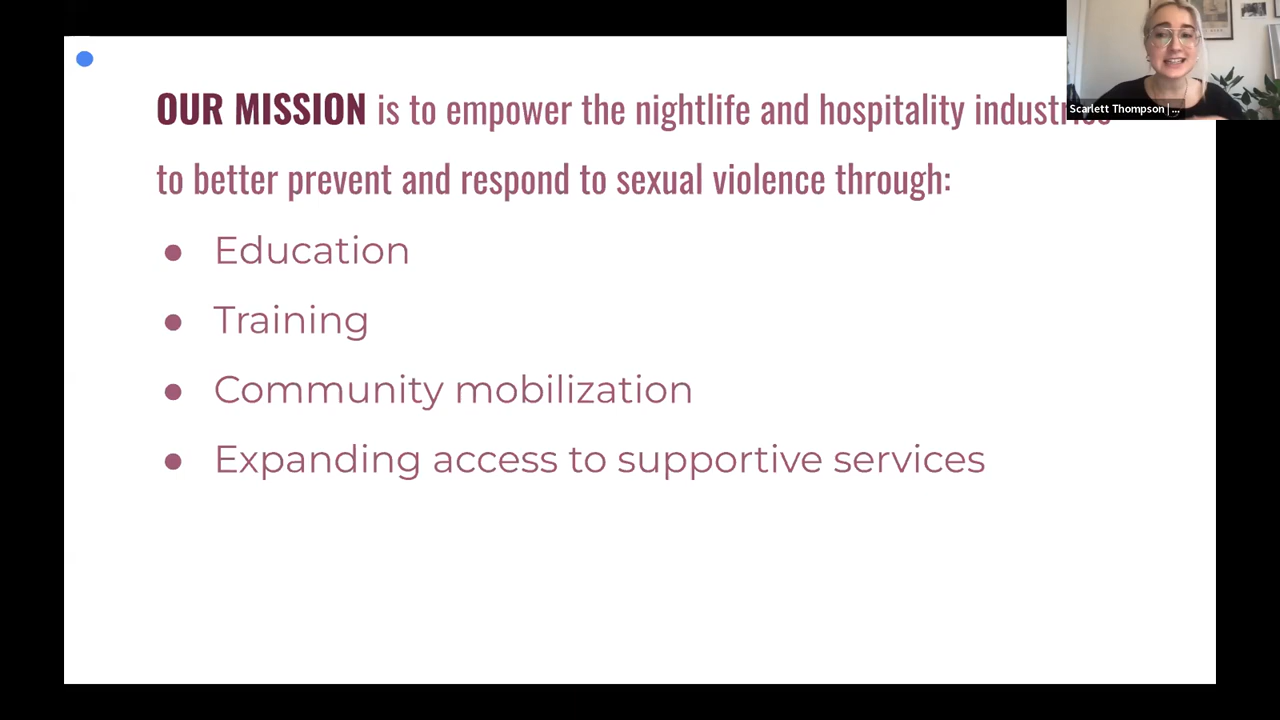 OUR MISSION is to empower the nightlife and hospitality industries
to better prevent and respond to sexual violence through:
● Education
● Training
● Community mobilization
● Expanding access to supportive services
Scarlett Thompson | ...